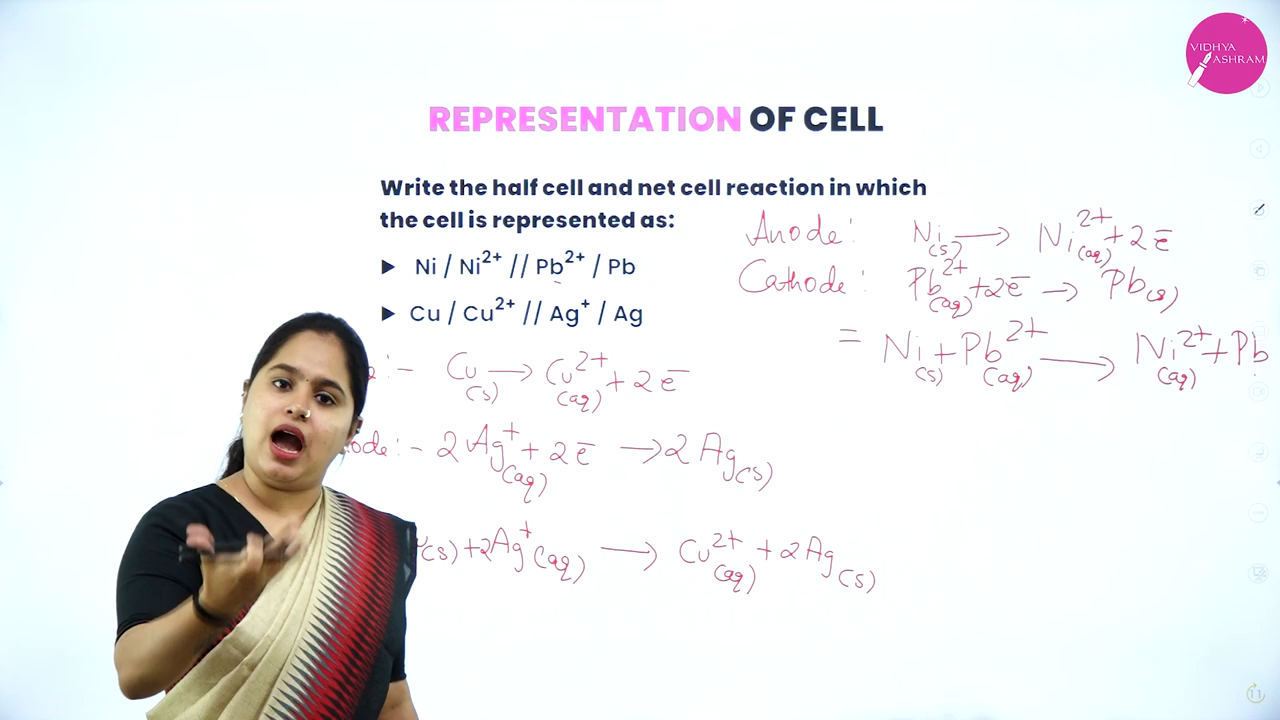 VIDHYA
ASHRAM
REPRESENTATION OF CELL
Write the half cell and net cell reaction in which
the cell is represented as:
▶ Ni / Ni²⁺ // Pb²⁺ / Pb
▶ Cu / Cu²⁺ // Ag⁺ / Ag
Anode: Ni(s) → Ni²⁺(aq) + 2e̅
Cathode: Pb²⁺(aq) + 2e̅ → Pb(s)
= Ni(s) + Pb²⁺(aq) → Ni²⁺(aq) + Pb
:- Cu(s) → Cu²⁺(aq) + 2e̅
ode:- 2Ag⁺(aq) + 2e̅ → 2Ag(s)
(s) + 2Ag⁺(aq) → Cu²⁺(aq) + 2Ag(s)
11